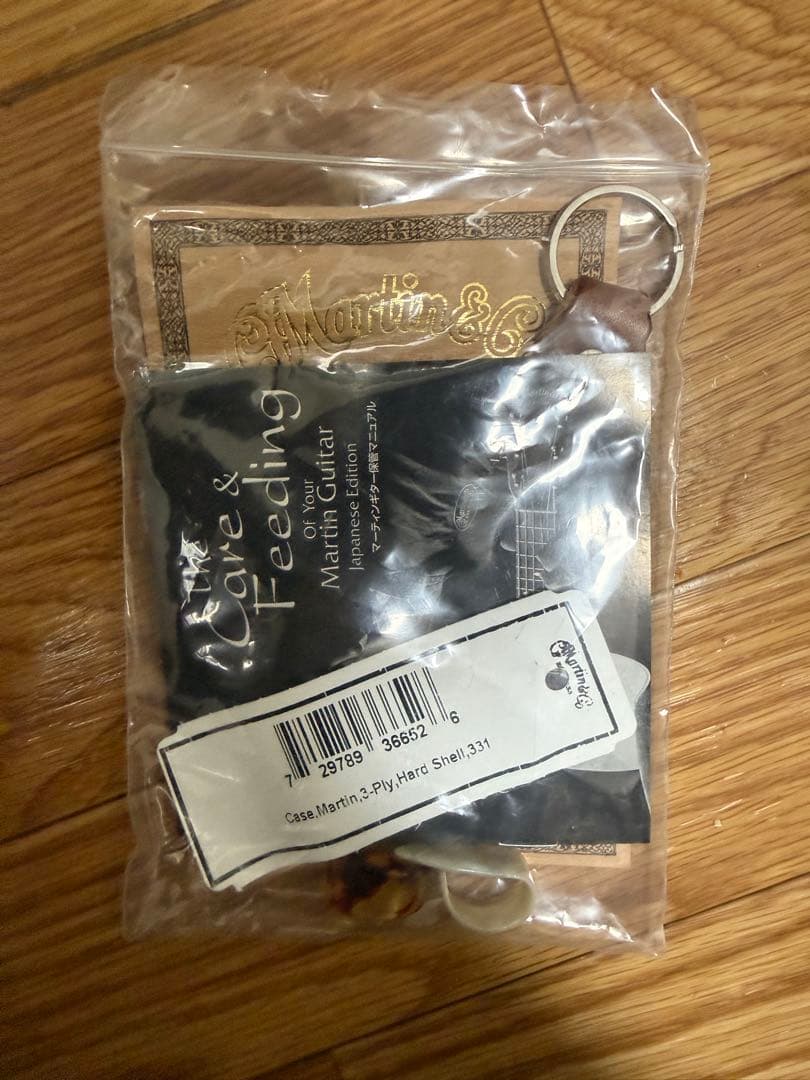 Martin & Co
The
Care &
Feeding
Of Your
Martin Guitar
Japanese Edition
マーティンギター保管マニュアル
Martin & Co
7 29789 36652 6
Case,Martin,3-Ply,Hard Shell,331